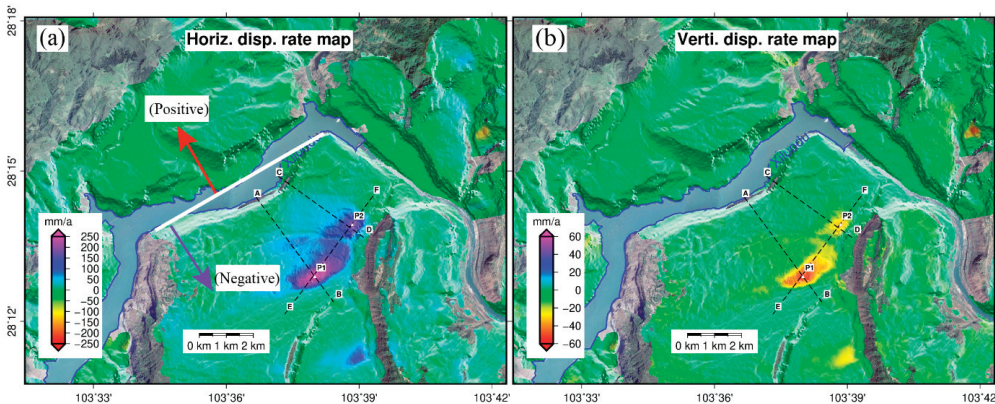 (a)
Horiz. disp. rate map
(Positive)
(Negative)
C
A
F
P2
D
P1
B
E
mm/a
250
200
150
100
50
0
−50
−100
−150
−200
−250
0 km 1 km 2 km
28°18'
28°15'
28°12'
103°33'
103°36'
103°39'
103°42'
(b)
Verti. disp. rate map
C
A
F
P2
D
P1
B
E
mm/a
60
40
20
0
−20
−40
−60
0 km 1 km 2 km
103°33'
103°36'
103°39'
103°42'